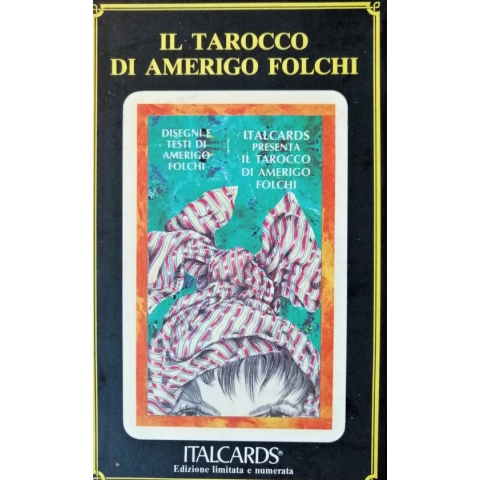 IL TAROCCO
DI AMERIGO FOLCHI
DISEGNI E
TESTI DI
AMERIGO
FOLCHI
ITALCARDS
PRESENTA
IL TAROCCO
DI AMERIGO
FOLCHI
ITALCARDS®
Edizione limitata e numerata